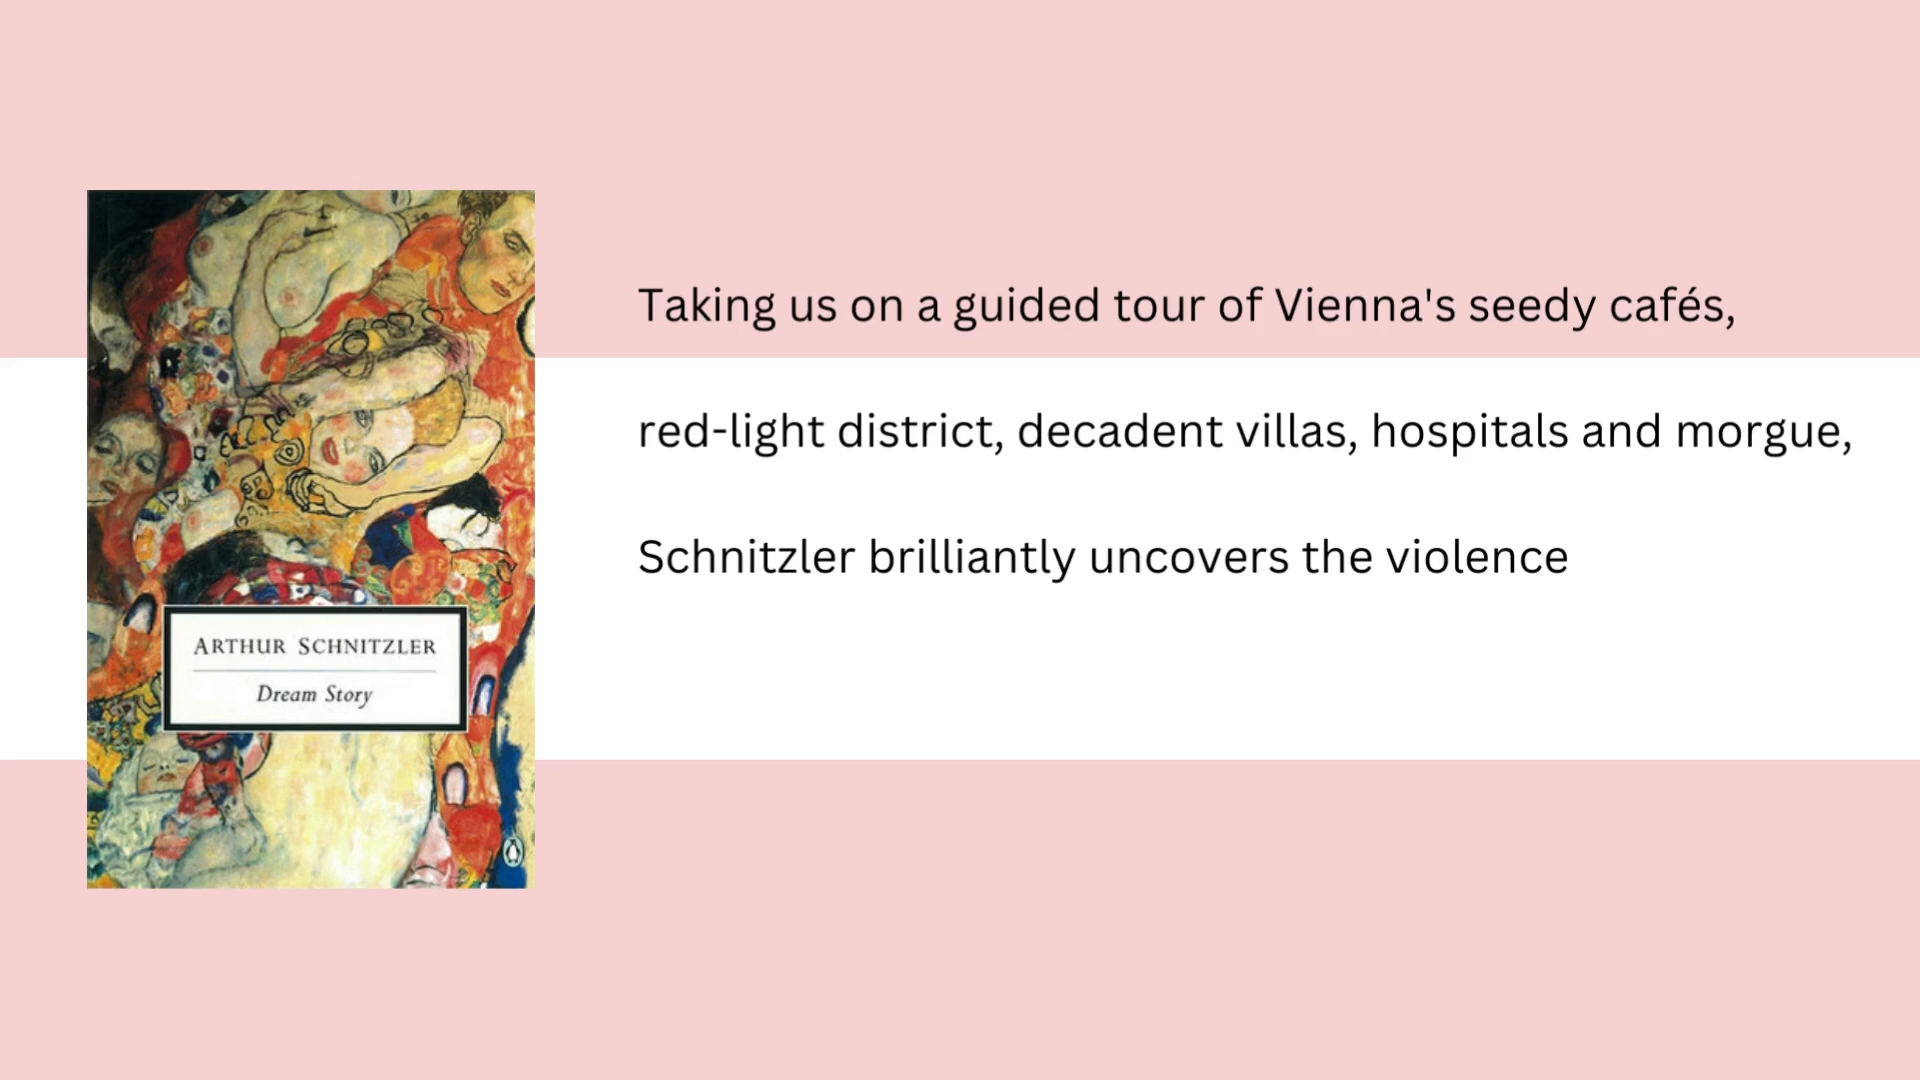 Taking us on a guided tour of Vienna's seedy cafés,
red-light district, decadent villas, hospitals and morgue,
Schnitzler brilliantly uncovers the violence
ARTHUR SCHNITZLER
Dream Story